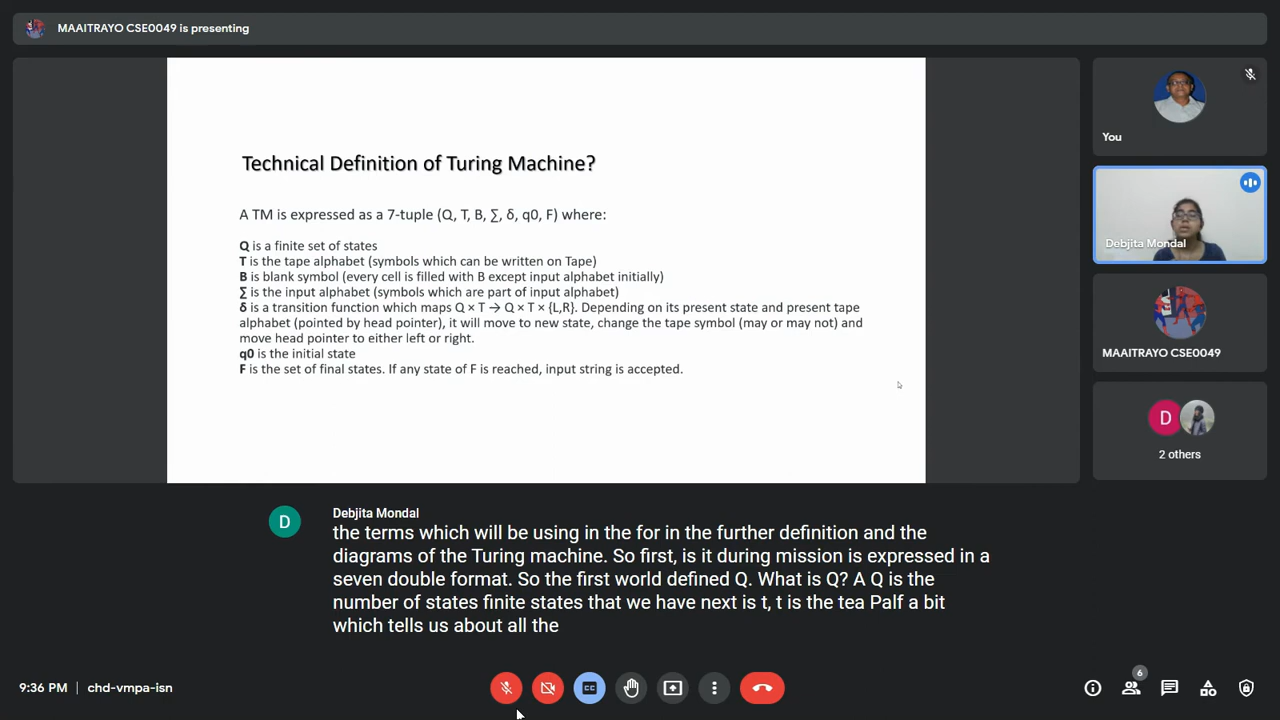 MAAITRAYO CSE0049 is presenting
Technical Definition of Turing Machine?
A TM is expressed as a 7-tuple (Q, T, B, ∑, δ, q0, F) where:
Q is a finite set of states
T is the tape alphabet (symbols which can be written on Tape)
B is blank symbol (every cell is filled with B except input alphabet initially)
∑ is the input alphabet (symbols which are part of input alphabet)
δ is a transition function which maps Q × T → Q × T × {L,R}. Depending on its present state and present tape
alphabet (pointed by head pointer), it will move to new state, change the tape symbol (may or may not) and
move head pointer to either left or right.
q0 is the initial state
F is the set of final states. If any state of F is reached, input string is accepted.
You
Debjita Mondal
MAAITRAYO CSE0049
D
2 others
D
Debjita Mondal
the terms which will be using in the for in the further definition and the
diagrams of the Turing machine. So first, is it during mission is expressed in a
seven double format. So the first world defined Q. What is Q? A Q is the
number of states finite states that we have next is t, t is the tea Palf a bit
which tells us about all the
9:36 PM | chd-vmpa-isn
CC
6